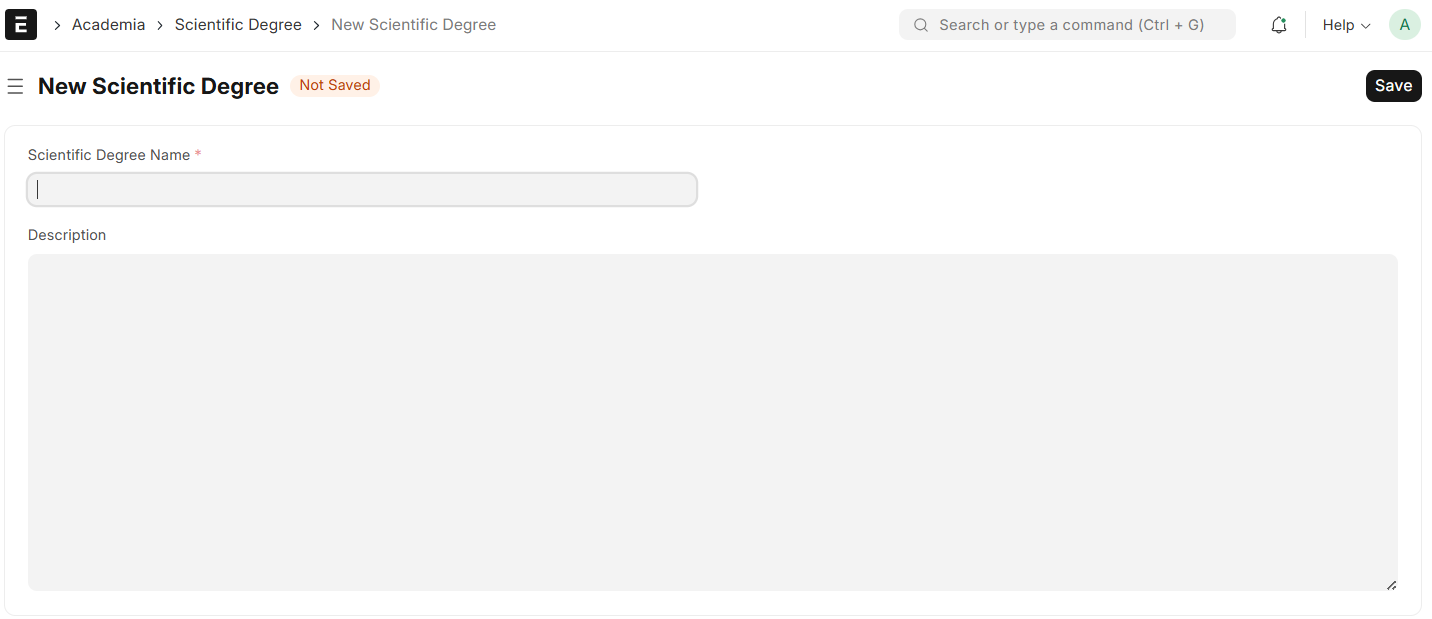 E > Academia > Scientific Degree > New Scientific Degree Search or type a command (Ctrl + G) Help A
New Scientific Degree Not Saved Save
Scientific Degree Name *
Description